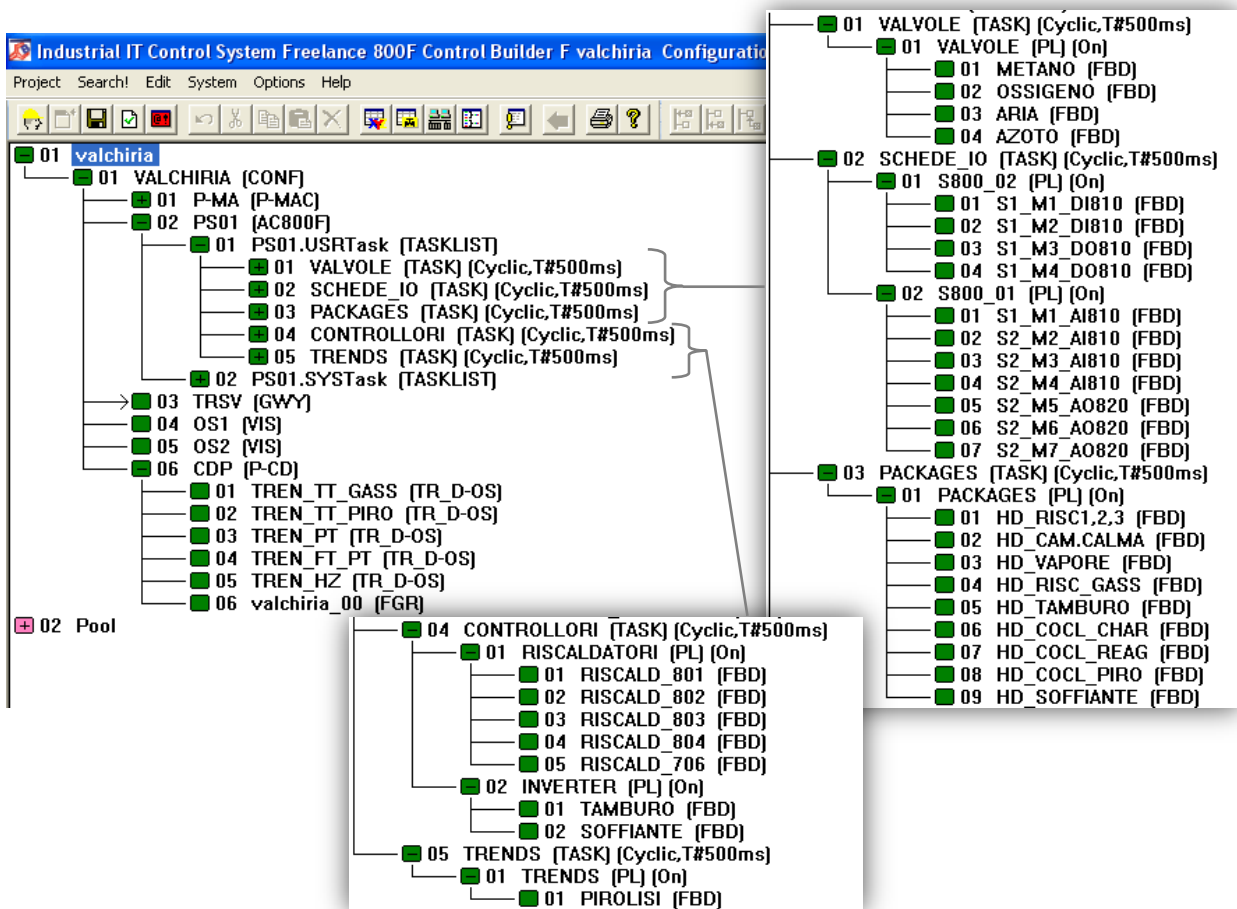 Industrial IT Control System Freelance 800F Control Builder F valchiria Configuratio
Project Search! Edit System Options Help
01 valchiria
01 VALCHIRIA (CONF)
01 P-MA (P-MAC)
02 PS01 (AC800F)
01 PS01.USRTask (TASKLIST)
01 VALVOLE (TASK) (Cyclic,T#500ms)
02 SCHEDE_IO (TASK) (Cyclic,T#500ms)
03 PACKAGES (TASK) (Cyclic,T#500ms)
04 CONTROLLORI (TASK) (Cyclic,T#500ms)
05 TRENDS (TASK) (Cyclic,T#500ms)
02 PS01.SYSTask (TASKLIST)
03 TRSV (GWY)
04 OS1 (VIS)
05 OS2 (VIS)
06 CDP (P-CD)
01 TREN_TT_GASS (TR_D-OS)
02 TREN_TT_PIRO (TR_D-OS)
03 TREN_PT (TR_D-OS)
04 TREN_FT_PT (TR_D-OS)
05 TREN_HZ (TR_D-OS)
06 valchiria_00 (FGR)
02 Pool
01 VALVOLE (TASK) (Cyclic,T#500ms)
01 VALVOLE (PL) (On)
01 METANO (FBD)
02 OSSIGENO (FBD)
03 ARIA (FBD)
04 AZOTO (FBD)
02 SCHEDE_IO (TASK) (Cyclic,T#500ms)
01 S800_02 (PL) (On)
01 S1_M1_DI810 (FBD)
02 S1_M2_DI810 (FBD)
03 S1_M3_DO810 (FBD)
04 S1_M4_DO810 (FBD)
02 S800_01 (PL) (On)
01 S1_M1_AI810 (FBD)
02 S2_M2_AI810 (FBD)
03 S2_M3_AI810 (FBD)
04 S2_M4_AI810 (FBD)
05 S2_M5_AO820 (FBD)
06 S2_M6_AO820 (FBD)
07 S2_M7_AO820 (FBD)
03 PACKAGES (TASK) (Cyclic,T#500ms)
01 PACKAGES (PL) (On)
01 HD_RISC1,2,3 (FBD)
02 HD_CAM.CALMA (FBD)
03 HD_VAPORE (FBD)
04 HD_RISC_GASS (FBD)
05 HD_TAMBURO (FBD)
06 HD_COCL_CHAR (FBD)
07 HD_COCL_REAG (FBD)
08 HD_COCL_PIRO (FBD)
09 HD_SOFFIANTE (FBD)
04 CONTROLLORI (TASK) (Cyclic,T#500ms)
01 RISCALDATORI (PL) (On)
01 RISCALD_801 (FBD)
02 RISCALD_802 (FBD)
03 RISCALD_803 (FBD)
04 RISCALD_804 (FBD)
05 RISCALD_706 (FBD)
02 INVERTER (PL) (On)
01 TAMBURO (FBD)
02 SOFFIANTE (FBD)
05 TRENDS (TASK) (Cyclic,T#500ms)
01 TRENDS (PL) (On)
01 PIROLISI (FBD)